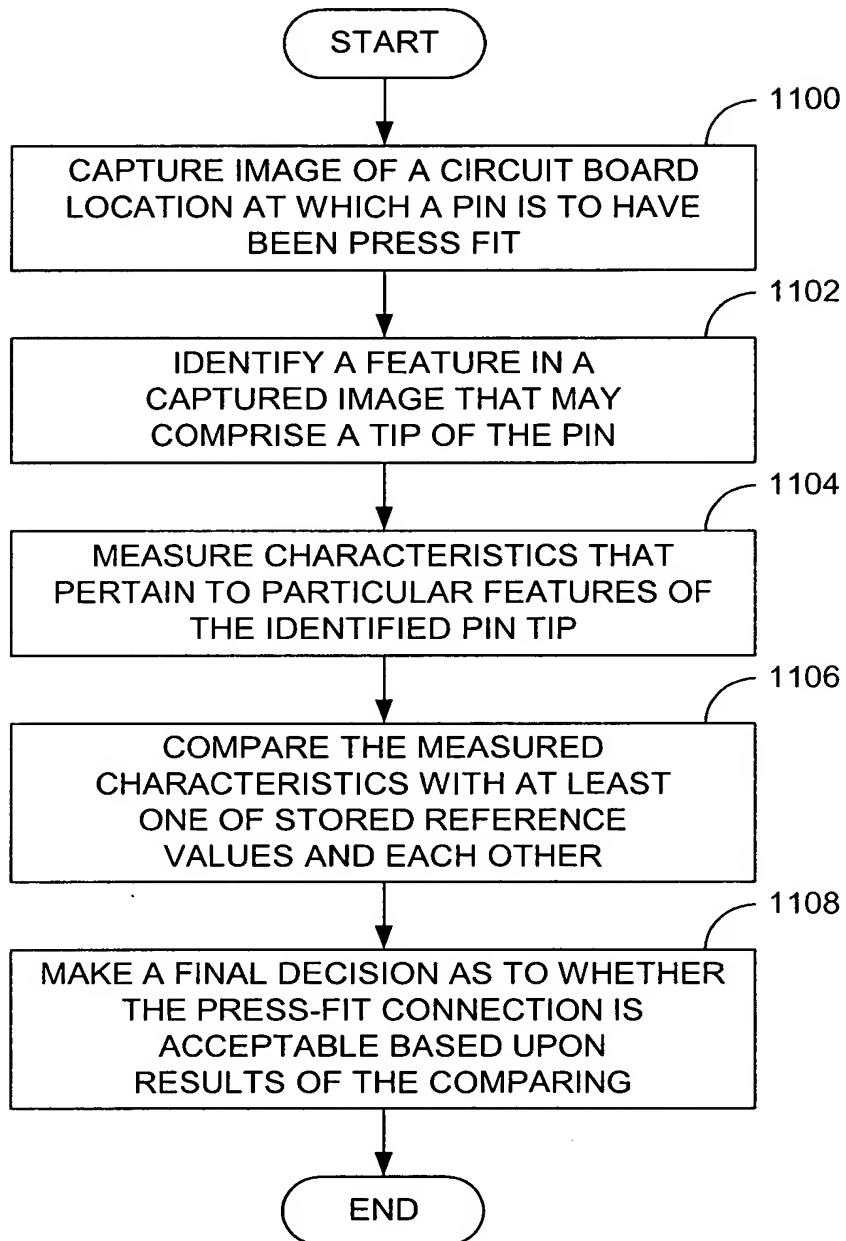 START
1100
CAPTURE IMAGE OF A CIRCUIT BOARD
LOCATION AT WHICH A PIN IS TO HAVE
BEEN PRESS FIT
1102
IDENTIFY A FEATURE IN A
CAPTURED IMAGE THAT MAY
COMPRISE A TIP OF THE PIN
1104
MEASURE CHARACTERISTICS THAT
PERTAIN TO PARTICULAR FEATURES OF
THE IDENTIFIED PIN TIP
1106
COMPARE THE MEASURED
CHARACTERISTICS WITH AT LEAST
ONE OF STORED REFERENCE
VALUES AND EACH OTHER
1108
MAKE A FINAL DECISION AS TO WHETHER
THE PRESS-FIT CONNECTION IS
ACCEPTABLE BASED UPON
RESULTS OF THE COMPARING
END